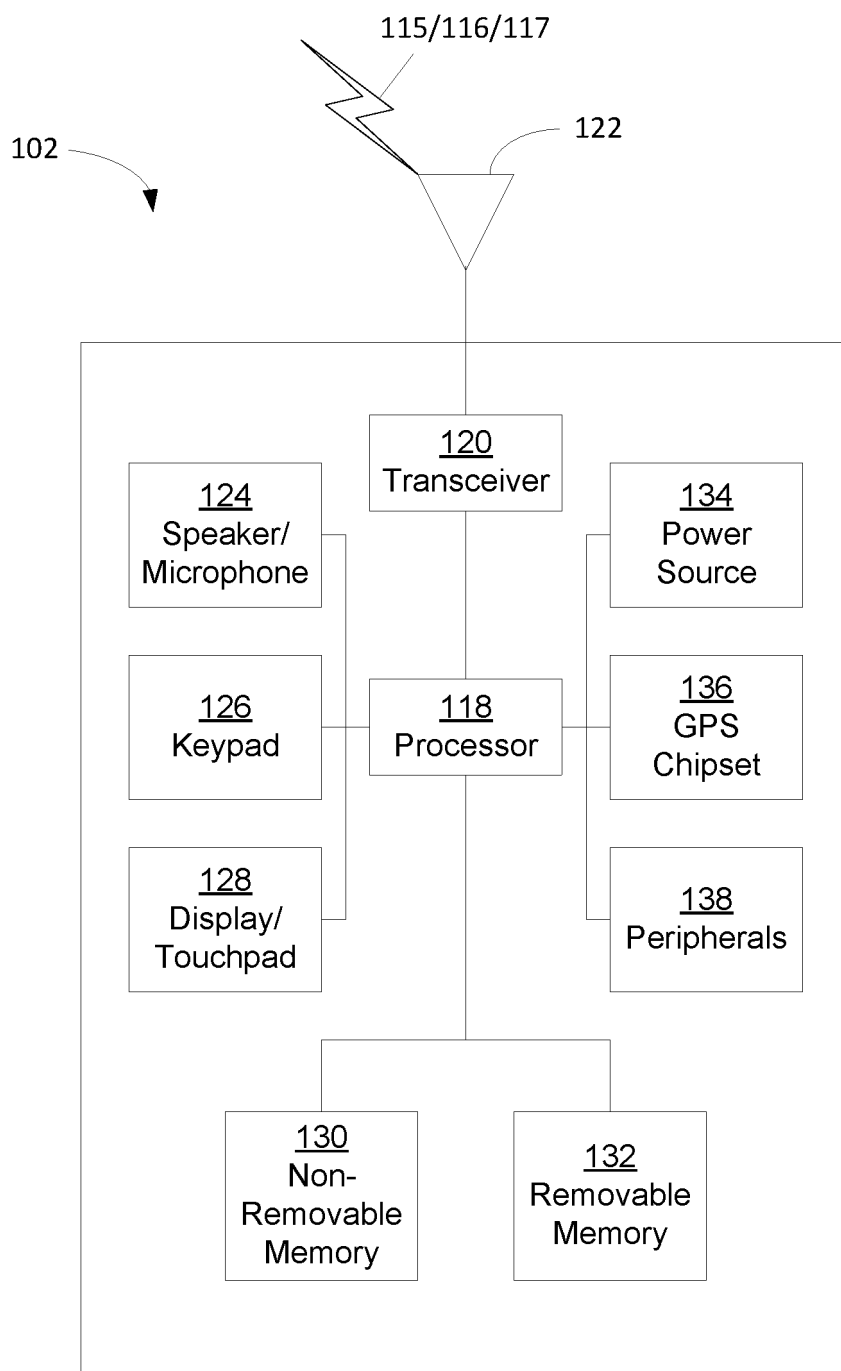 115/116/117
122
102
120
Transceiver
124
Speaker/
Microphone
134
Power
Source
126
Keypad
118
Processor
136
GPS
Chipset
128
Display/
Touchpad
138
Peripherals
130
Non-
Removable
Memory
132
Removable
Memory